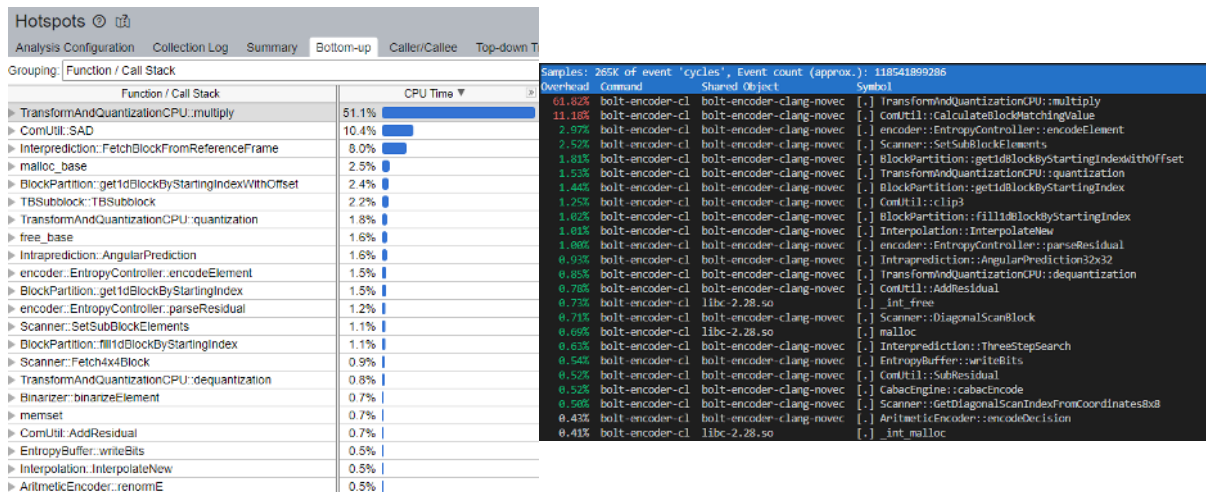 Hotspots
Analysis Configuration Collection Log Summary Bottom-up Caller/Callee Top-down T
Grouping: Function / Call Stack
Function / Call Stack CPU Time
TransformAndQuantizationCPU::multiply 51.1%
ComUtil::SAD 10.4%
Interprediction::FetchBlockFromReferenceFrame 8.0%
malloc_base 2.5%
BlockPartition::get1dBlockByStartingIndexWithOffset 2.4%
TBSubblock::TBSubblock 2.2%
TransformAndQuantizationCPU::quantization 1.8%
free_base 1.6%
Intraprediction::AngularPrediction 1.6%
encoder::EntropyController::encodeElement 1.5%
BlockPartition::get1dBlockByStartingIndex 1.5%
encoder::EntropyController::parseResidual 1.2%
Scanner::SetSubBlockElements 1.1%
BlockPartition::fill1dBlockByStartingIndex 1.1%
Scanner::Fetch4x4Block 0.9%
TransformAndQuantizationCPU::dequantization 0.8%
Binarizer::binarizeElement 0.7%
memset 0.7%
ComUtil::AddResidual 0.7%
EntropyBuffer::writeBits 0.5%
Interpolation::InterpolateNew 0.5%
AritmeticEncoder::renormE 0.5%
Samples: 265K of event 'cycles', Event count (approx.): 118541899286
Overhead Command Shared Object Symbol
61.82% bolt-encoder-cl bolt-encoder-clang-novec [.] TransformAndQuantizationCPU::multiply
11.18% bolt-encoder-cl bolt-encoder-clang-novec [.] ComUtil::CalculateBlockMatchingValue
2.97% bolt-encoder-cl bolt-encoder-clang-novec [.] encoder::EntropyController::encodeElement
2.52% bolt-encoder-cl bolt-encoder-clang-novec [.] Scanner::SetSubBlockElements
1.81% bolt-encoder-cl bolt-encoder-clang-novec [.] BlockPartition::get1dBlockByStartingIndexWithOffset
1.53% bolt-encoder-cl bolt-encoder-clang-novec [.] TransformAndQuantizationCPU::quantization
1.44% bolt-encoder-cl bolt-encoder-clang-novec [.] BlockPartition::get1dBlockByStartingIndex
1.25% bolt-encoder-cl bolt-encoder-clang-novec [.] ComUtil::clip3
1.02% bolt-encoder-cl bolt-encoder-clang-novec [.] BlockPartition::fill1dBlockByStartingIndex
1.01% bolt-encoder-cl bolt-encoder-clang-novec [.] Interpolation::InterpolateNew
1.00% bolt-encoder-cl bolt-encoder-clang-novec [.] encoder::EntropyController::parseResidual
0.93% bolt-encoder-cl bolt-encoder-clang-novec [.] Intraprediction::AngularPrediction32x32
0.85% bolt-encoder-cl bolt-encoder-clang-novec [.] TransformAndQuantizationCPU::dequantization
0.78% bolt-encoder-cl bolt-encoder-clang-novec [.] ComUtil::AddResidual
0.73% bolt-encoder-cl libc-2.28.so [.] _int_free
0.71% bolt-encoder-cl bolt-encoder-clang-novec [.] Scanner::DiagonalScanBlock
0.69% bolt-encoder-cl libc-2.28.so [.] malloc
0.63% bolt-encoder-cl bolt-encoder-clang-novec [.] Interprediction::ThreeStepSearch
0.54% bolt-encoder-cl bolt-encoder-clang-novec [.] EntropyBuffer::writeBits
0.52% bolt-encoder-cl bolt-encoder-clang-novec [.] ComUtil::SubResidual
0.52% bolt-encoder-cl bolt-encoder-clang-novec [.] CabacEngine::cabacEncode
0.50% bolt-encoder-cl bolt-encoder-clang-novec [.] Scanner::GetDiagonalScanIndexFromCoordinates8x8
0.43% bolt-encoder-cl bolt-encoder-clang-novec [.] AritmeticEncoder::encodeDecision
0.41% bolt-encoder-cl libc-2.28.so [.] _int_malloc